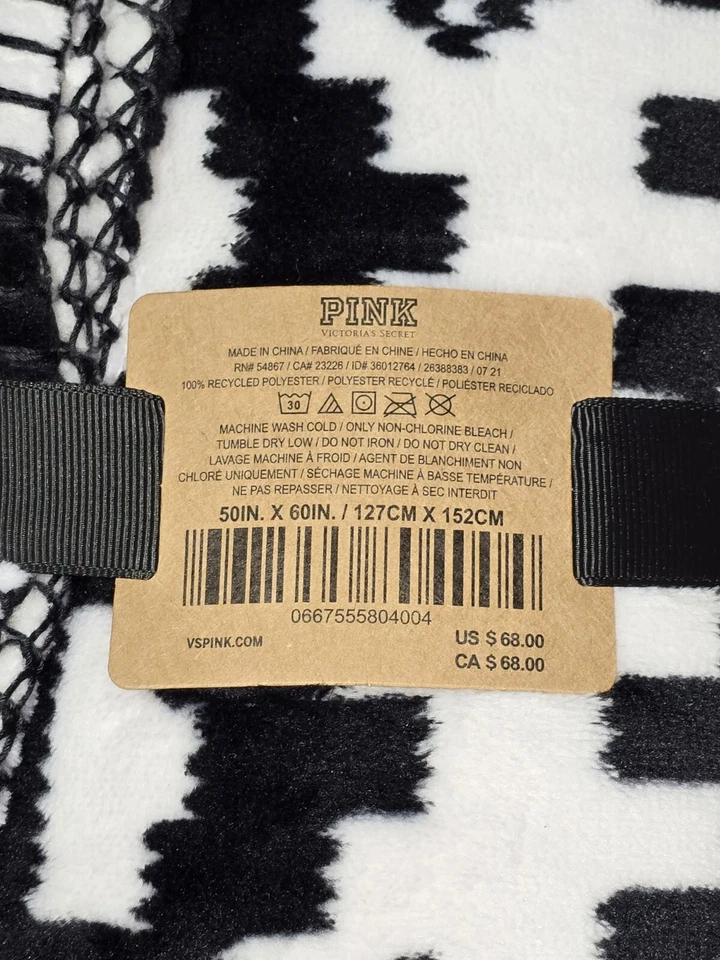 PINK
VICTORIA'S SECRET
MADE IN CHINA / FABRIQUÉ EN CHINE / HECHO EN CHINA
RN# 54867 / CA# 23226 / ID# 36012764 / 26388383 / 07 21
100% RECYCLED POLYESTER / POLYESTER RECYCLÉ / POLIÉSTER RECICLADO
30
MACHINE WASH COLD / ONLY NON-CHLORINE BLEACH /
TUMBLE DRY LOW / DO NOT IRON / DO NOT DRY CLEAN /
LAVAGE MACHINE À FROID / AGENT DE BLANCHIMENT NON
CHLORÉ UNIQUEMENT / SÉCHAGE MACHINE À BASSE TEMPÉRATURE /
NE PAS REPASSER / NETTOYAGE À SEC INTERDIT
50IN. X 60IN. / 127CM X 152CM
0667555804004
VSPINK.COM
US $ 68.00
CA $ 68.00